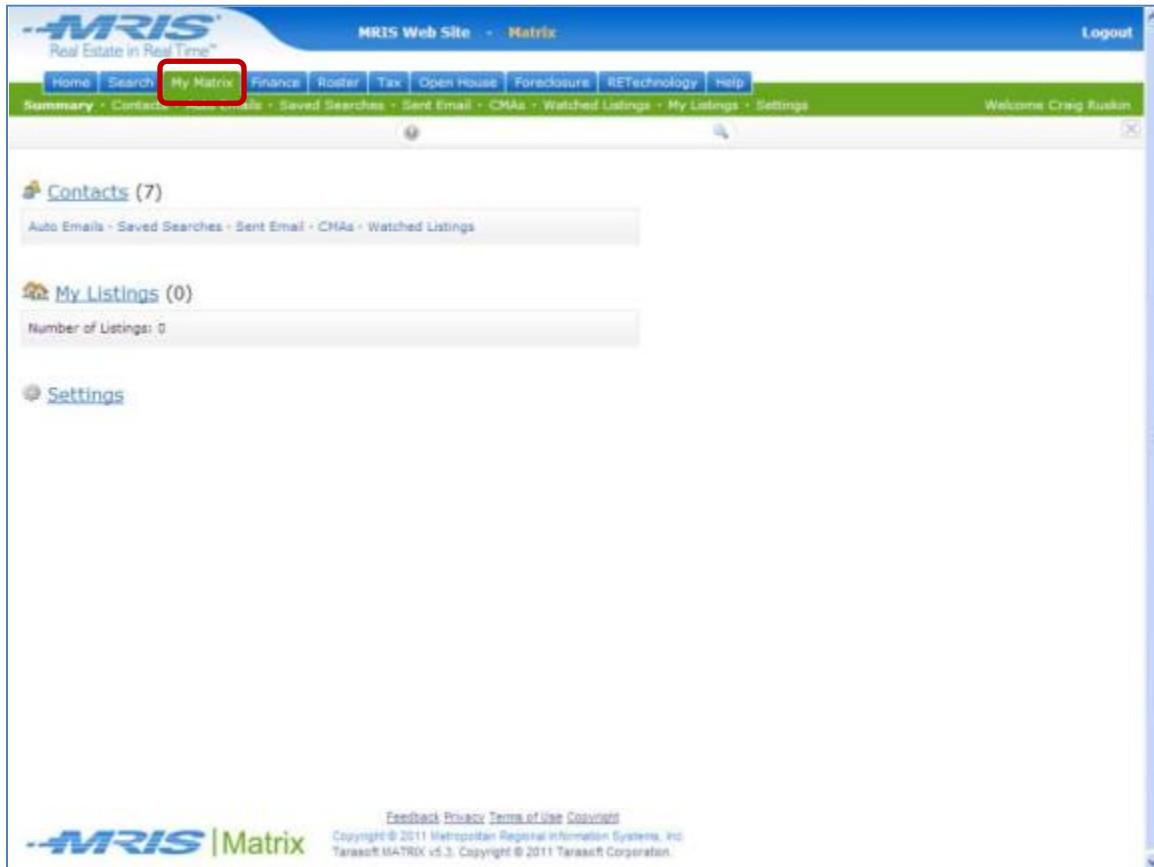 MRIS
Real Estate in Real Time™
MRIS Web Site - Matrix
Logout
Home Search My Matrix Finance Roster Tax Open House Foreclosure RETechnology Help
Summary · Contacts · Auto Emails · Saved Searches · Sent Email · CMAs · Watched Listings · My Listings · Settings
Welcome Craig Ruskin
Contacts (7)
Auto Emails - Saved Searches - Sent Email - CMAs - Watched Listings
My Listings (0)
Number of Listings: 0
Settings
MRIS | Matrix
Feedback Privacy Terms of Use Copyright
Copyright © 2011 Metropolitan Regional Information Systems, Inc.
Tarasoft MATRIX v5.3. Copyright © 2011 Tarasoft Corporation.